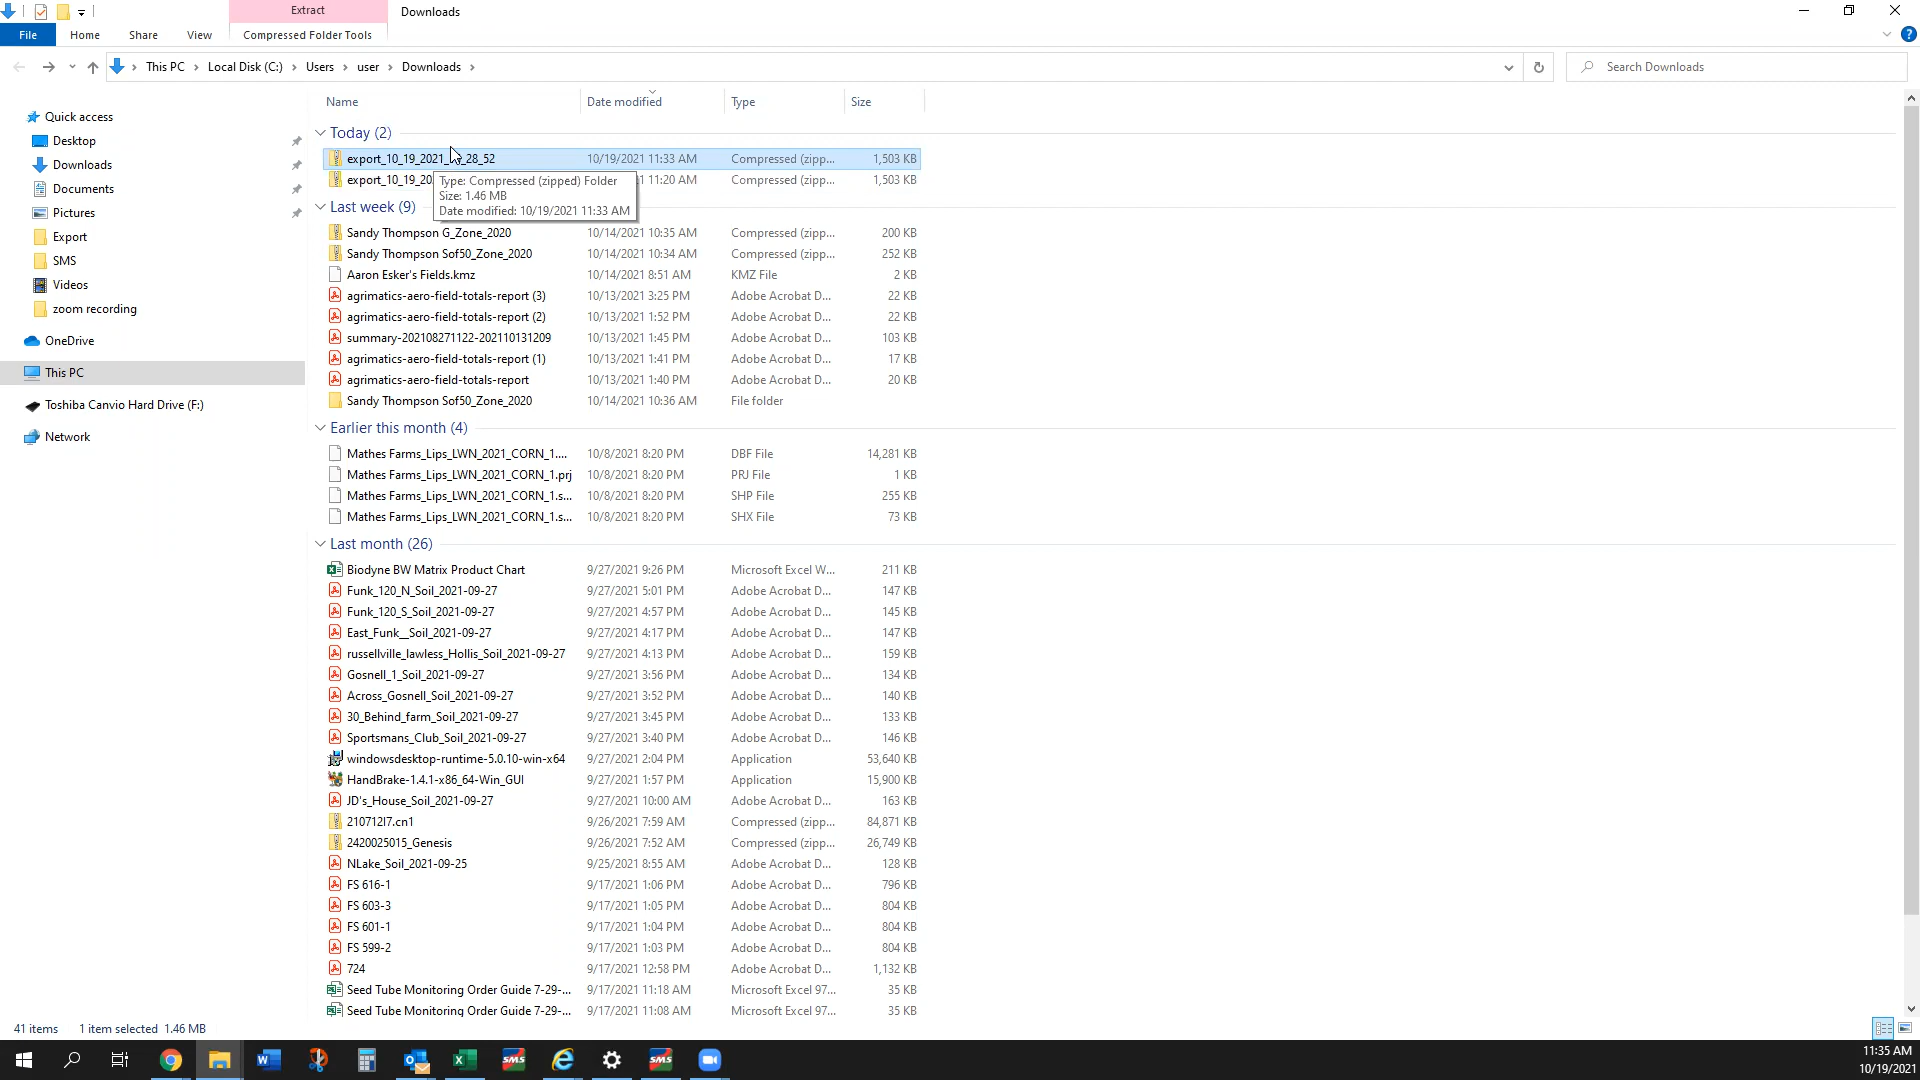 Extract
Downloads
File
Home
Share
View
Compressed Folder Tools
This PC
Local Disk (C:)
Users
user
Downloads
Search Downloads
Name
Date modified
Type
Size
Quick access
Desktop
Downloads
Documents
Pictures
Export
SMS
Videos
zoom recording
OneDrive
This PC
Toshiba Canvio Hard Drive (F:)
Network
Today (2)
export_10_19_2021_ _28_52 10/19/2021 11:33 AM Compressed (zipp... 1,503 KB
export_10_19_20 11:20 AM Compressed (zipp... 1,503 KB
Type: Compressed (zipped) Folder
Size: 1.46 MB
Date modified: 10/19/2021 11:33 AM
Last week (9)
Sandy Thompson G_Zone_2020 10/14/2021 10:35 AM Compressed (zipp... 200 KB
Sandy Thompson Sof50_Zone_2020 10/14/2021 10:34 AM Compressed (zipp... 252 KB
Aaron Esker's Fields.kmz 10/14/2021 8:51 AM KMZ File 2 KB
agrimatics-aero-field-totals-report (3) 10/13/2021 3:25 PM Adobe Acrobat D... 22 KB
agrimatics-aero-field-totals-report (2) 10/13/2021 1:52 PM Adobe Acrobat D... 22 KB
summary-202108271122-202110131209 10/13/2021 1:45 PM Adobe Acrobat D... 103 KB
agrimatics-aero-field-totals-report (1) 10/13/2021 1:41 PM Adobe Acrobat D... 17 KB
agrimatics-aero-field-totals-report 10/13/2021 1:40 PM Adobe Acrobat D... 20 KB
Sandy Thompson Sof50_Zone_2020 10/14/2021 10:36 AM File folder
Earlier this month (4)
Mathes Farms_Lips_LWN_2021_CORN_1.... 10/8/2021 8:20 PM DBF File 14,281 KB
Mathes Farms_Lips_LWN_2021_CORN_1.prj 10/8/2021 8:20 PM PRJ File 1 KB
Mathes Farms_Lips_LWN_2021_CORN_1.s... 10/8/2021 8:20 PM SHP File 255 KB
Mathes Farms_Lips_LWN_2021_CORN_1.s... 10/8/2021 8:20 PM SHX File 73 KB
Last month (26)
Biodyne BW Matrix Product Chart 9/27/2021 9:26 PM Microsoft Excel W... 211 KB
Funk_120_N_Soil_2021-09-27 9/27/2021 5:01 PM Adobe Acrobat D... 147 KB
Funk_120_S_Soil_2021-09-27 9/27/2021 4:57 PM Adobe Acrobat D... 145 KB
East_Funk__Soil_2021-09-27 9/27/2021 4:17 PM Adobe Acrobat D... 147 KB
russellville_lawless_Hollis_Soil_2021-09-27 9/27/2021 4:13 PM Adobe Acrobat D... 159 KB
Gosnell_1_Soil_2021-09-27 9/27/2021 3:56 PM Adobe Acrobat D... 134 KB
Across_Gosnell_Soil_2021-09-27 9/27/2021 3:52 PM Adobe Acrobat D... 140 KB
30_Behind_farm_Soil_2021-09-27 9/27/2021 3:45 PM Adobe Acrobat D... 133 KB
Sportsmans_Club_Soil_2021-09-27 9/27/2021 3:40 PM Adobe Acrobat D... 146 KB
windowsdesktop-runtime-5.0.10-win-x64 9/27/2021 2:04 PM Application 53,640 KB
HandBrake-1.4.1-x86_64-Win_GUI 9/27/2021 1:57 PM Application 15,900 KB
JD's_House_Soil_2021-09-27 9/27/2021 10:00 AM Adobe Acrobat D... 163 KB
210712I7.cn1 9/26/2021 7:59 AM Compressed (zipp... 84,871 KB
2420025015_Genesis 9/26/2021 7:52 AM Compressed (zipp... 26,749 KB
NLake_Soil_2021-09-25 9/25/2021 8:55 AM Adobe Acrobat D... 128 KB
FS 616-1 9/17/2021 1:06 PM Adobe Acrobat D... 796 KB
FS 603-3 9/17/2021 1:05 PM Adobe Acrobat D... 804 KB
FS 601-1 9/17/2021 1:04 PM Adobe Acrobat D... 804 KB
FS 599-2 9/17/2021 1:03 PM Adobe Acrobat D... 804 KB
724 9/17/2021 12:58 PM Adobe Acrobat D... 1,132 KB
Seed Tube Monitoring Order Guide 7-29-... 9/17/2021 11:18 AM Microsoft Excel 97... 35 KB
Seed Tube Monitoring Order Guide 7-29-... 9/17/2021 11:08 AM Microsoft Excel 97... 35 KB
41 items 1 item selected 1.46 MB
SMS
SMS
11:35 AM
10/19/2021